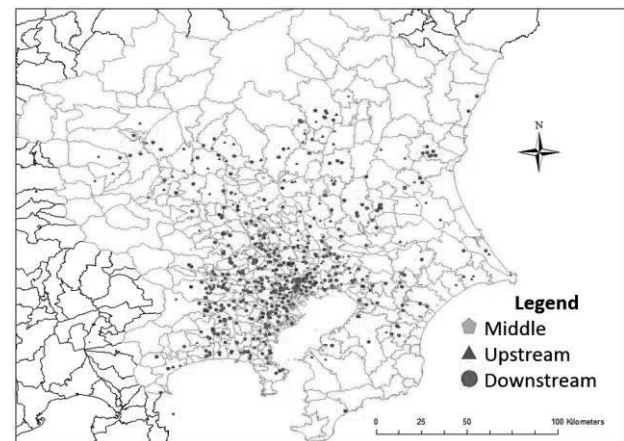 N
Legend
Middle
Upstream
Downstream
0 25 50 100 Kilometers